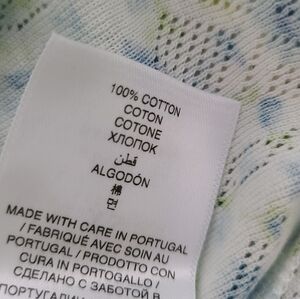 100% COTTON
COTON
COTONE
ХЛОПОК
قطن
ALGODÓN
棉
면
MADE WITH CARE IN PORTUGAL
/ FABRIQUÉ AVEC SOIN AU
PORTUGAL / PRODOTTO CON
CURA IN PORTOGALLO /
СДЕЛАНО С ЗАБОТОЙ В
ПОРТУГАЛИИ